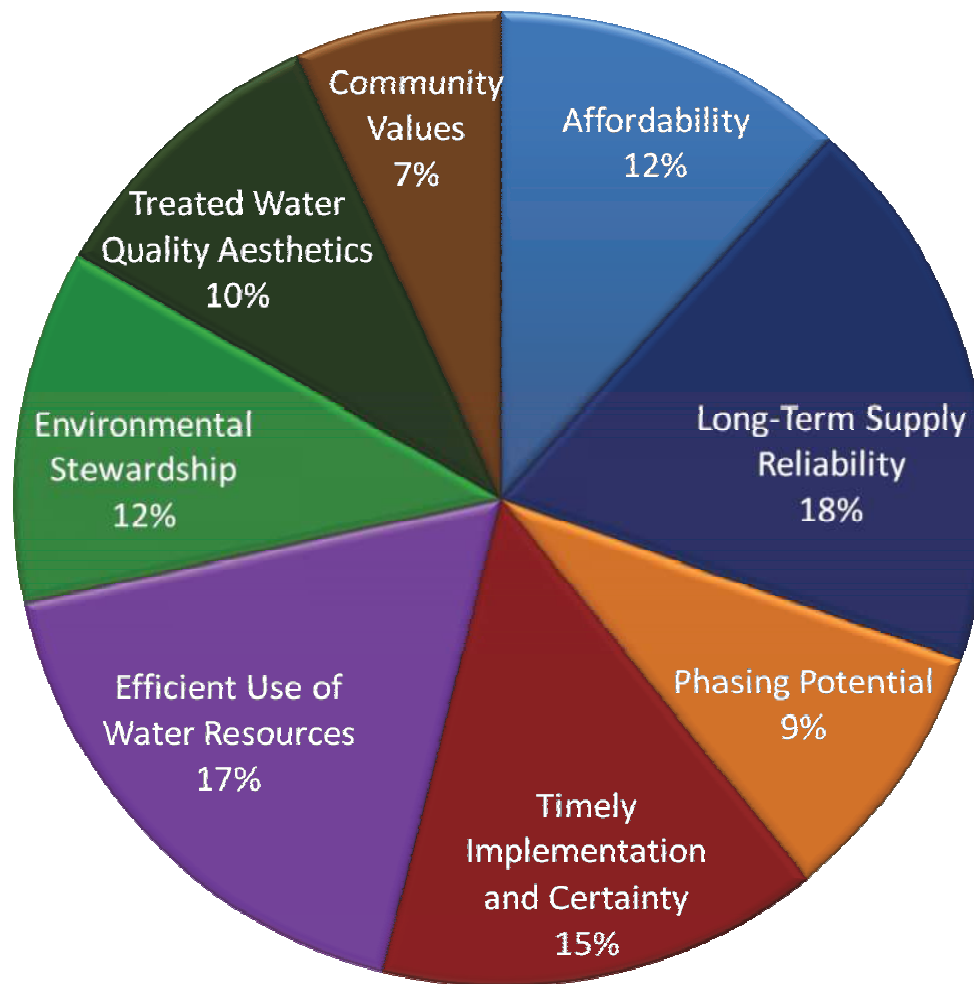 Affordability
12%
Long-Term Supply
Reliability
18%
Phasing Potential
9%
Timely
Implementation
and Certainty
15%
Efficient Use of
Water Resources
17%
Environmental
Stewardship
12%
Treated Water
Quality Aesthetics
10%
Community
Values
7%